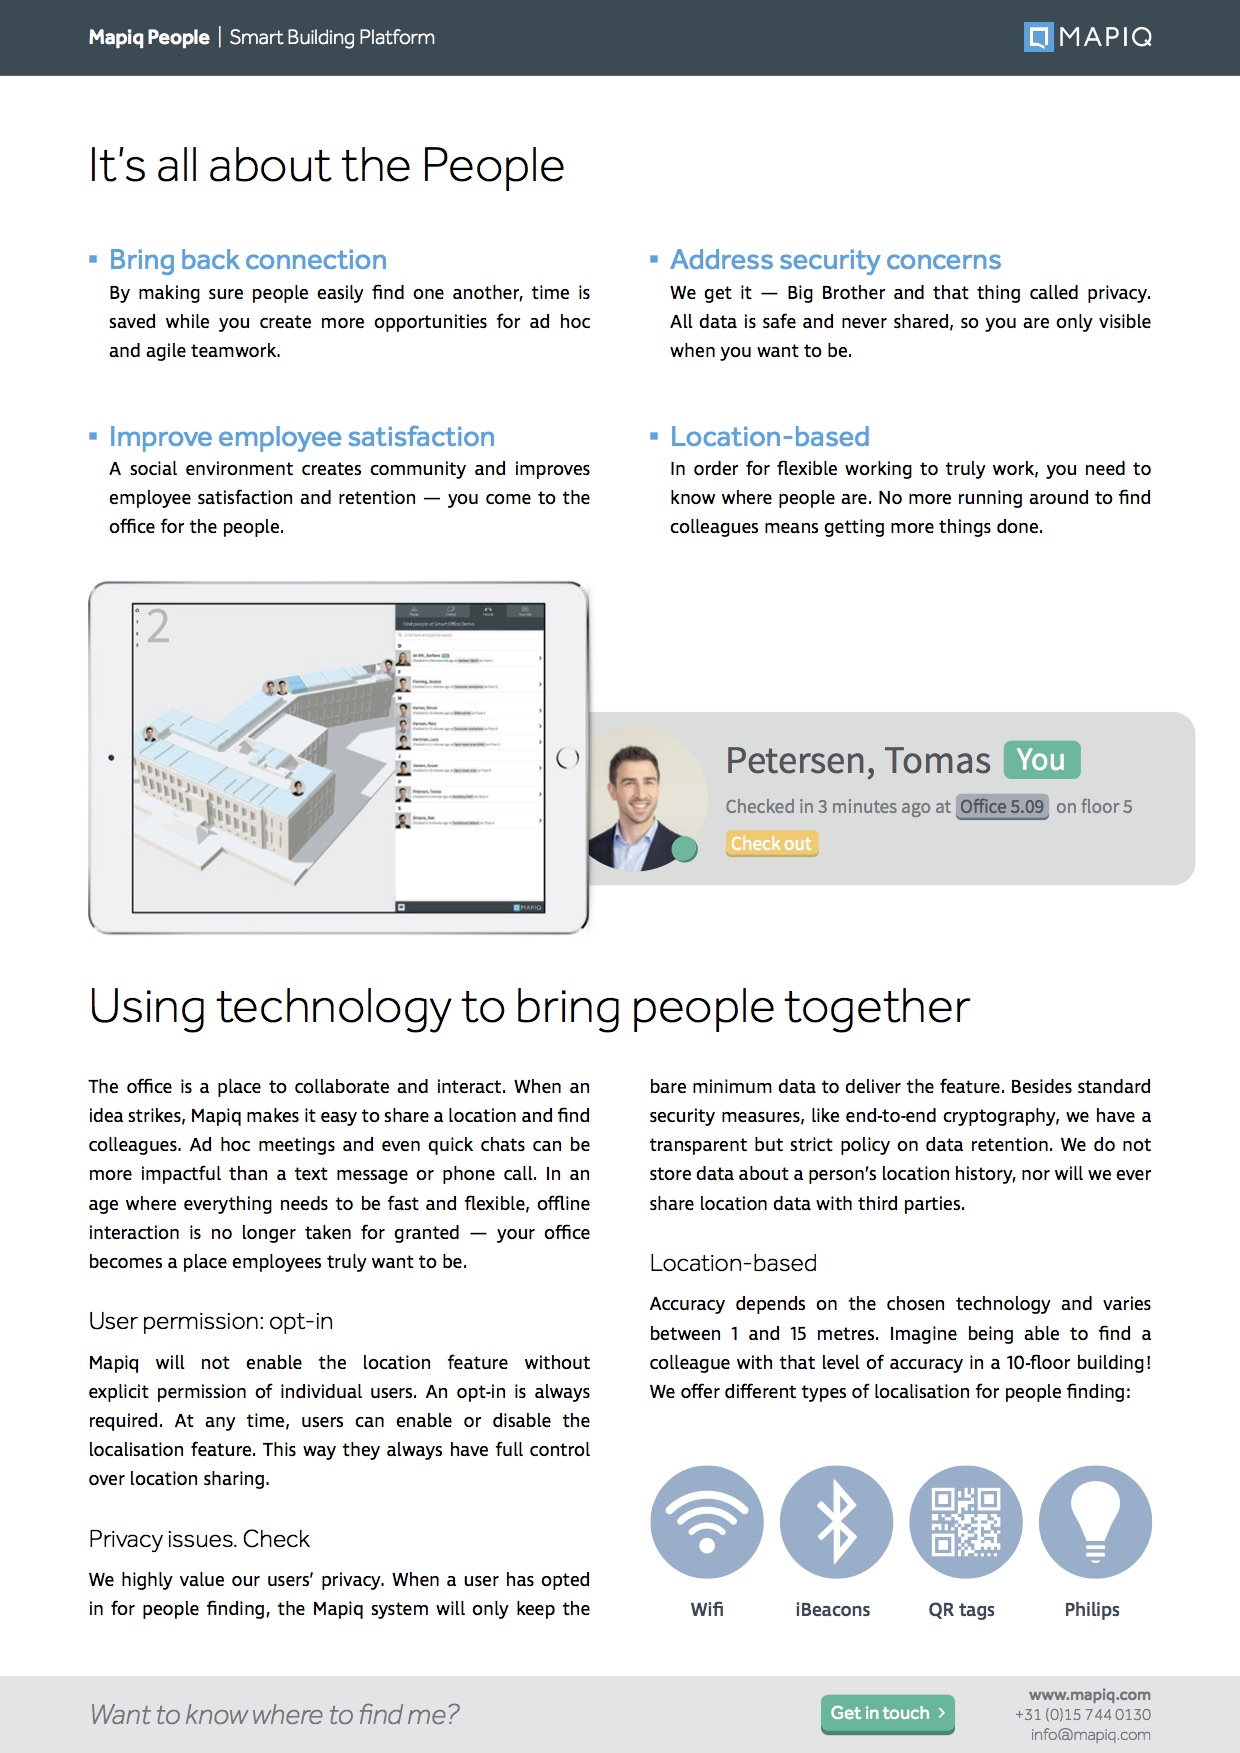 Mapiq People | Smart Building Platform
MAPIQ
It's all about the People
Bring back connection
By making sure people easily find one another, time is
saved while you create more opportunities for ad hoc
and agile teamwork.
Address security concerns
We get it — Big Brother and that thing called privacy.
All data is safe and never shared, so you are only visible
when you want to be.
Improve employee satisfaction
A social environment creates community and improves
employee satisfaction and retention — you come to the
office for the people.
Location-based
In order for flexible working to truly work, you need to
know where people are. No more running around to find
colleagues means getting more things done.
2
People
Find people at Smart Office Demo
MAPIQ
Petersen, Tomas You
Checked in 3 minutes ago at Office 5.09 on floor 5
Check out
Using technology to bring people together
The office is a place to collaborate and interact. When an
idea strikes, Mapiq makes it easy to share a location and find
colleagues. Ad hoc meetings and even quick chats can be
more impactful than a text message or phone call. In an
age where everything needs to be fast and flexible, offline
interaction is no longer taken for granted — your office
becomes a place employees truly want to be.
User permission: opt-in
Mapiq will not enable the location feature without
explicit permission of individual users. An opt-in is always
required. At any time, users can enable or disable the
localisation feature. This way they always have full control
over location sharing.
Privacy issues. Check
We highly value our users' privacy. When a user has opted
in for people finding, the Mapiq system will only keep the
bare minimum data to deliver the feature. Besides standard
security measures, like end-to-end cryptography, we have a
transparent but strict policy on data retention. We do not
store data about a person's location history, nor will we ever
share location data with third parties.
Location-based
Accuracy depends on the chosen technology and varies
between 1 and 15 metres. Imagine being able to find a
colleague with that level of accuracy in a 10-floor building!
We offer different types of localisation for people finding:
Wifi
iBeacons
QR tags
Philips
Want to know where to find me?
Get in touch >
www.mapiq.com
+31 (0)15 744 0130
info@mapiq.com